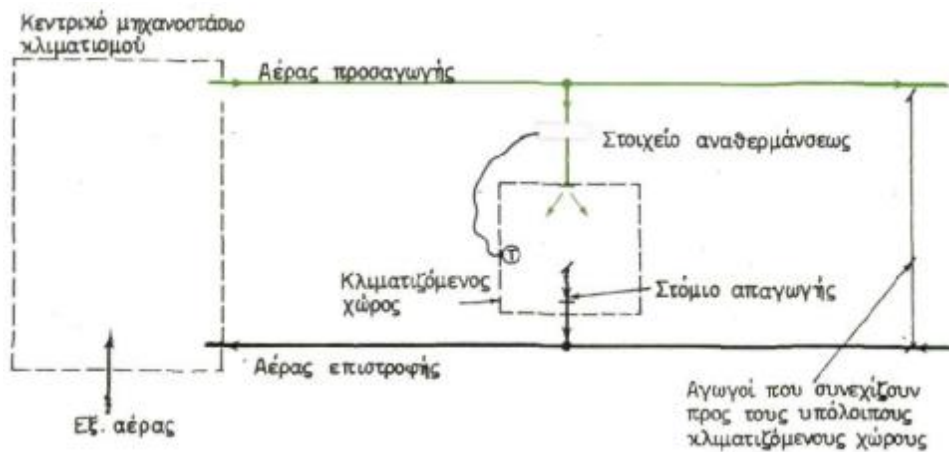 Κεντρικό μηχανοστάσιο
κλιματισμού
Αέρας προσαγωγής
Στοιχείο αναθερμάνσεως
T
Κλιματιζόμενος
χώρος
Στόμιο απαγωγής
Αέρας επιστροφής
Εξ. αέρας
Αγωγοί που συνεχίζουν
προς τους υπόλοιπους
κλιματιζόμενους χώρους